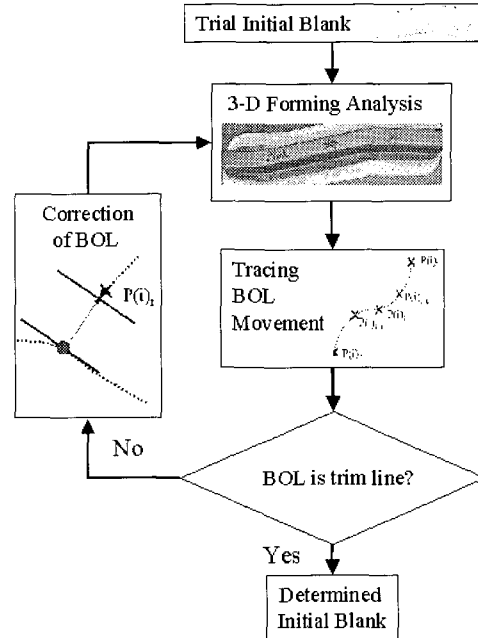 Trial Initial Blank
3-D Forming Analysis
Correction
of BOL
P(i)
Tracing
BOL
Movement
P(i)
P(i)
BOL is trim line?
No
Yes
Determined
Initial Blank